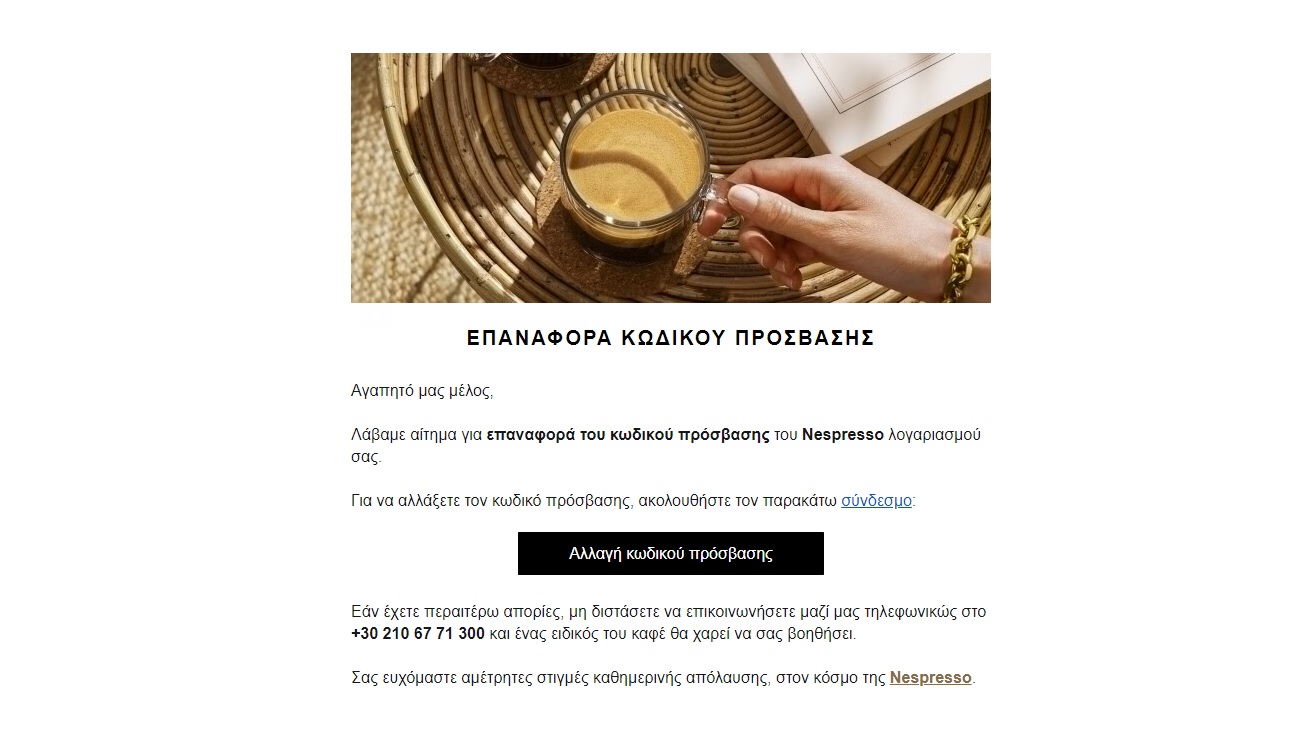 ΕΠΑΝΑΦΟΡΑ ΚΩΔΙΚΟΥ ΠΡΟΣΒΑΣΗΣ
Αγαπητό μας μέλος,
Λάβαμε αίτημα για επαναφορά του κωδικού πρόσβασης του Nespresso λογαριασμού
σας.
Για να αλλάξετε τον κωδικό πρόσβασης, ακολουθήστε τον παρακάτω σύνδεσμο:
Αλλαγή κωδικού πρόσβασης
Εάν έχετε περαιτέρω απορίες, μη διστάσετε να επικοινωνήσετε μαζί μας τηλεφωνικώς στο
+30 210 67 71 300 και ένας ειδικός του καφέ θα χαρεί να σας βοηθήσει.
Σας ευχόμαστε αμέτρητες στιγμές καθημερινής απόλαυσης, στον κόσμο της Nespresso.